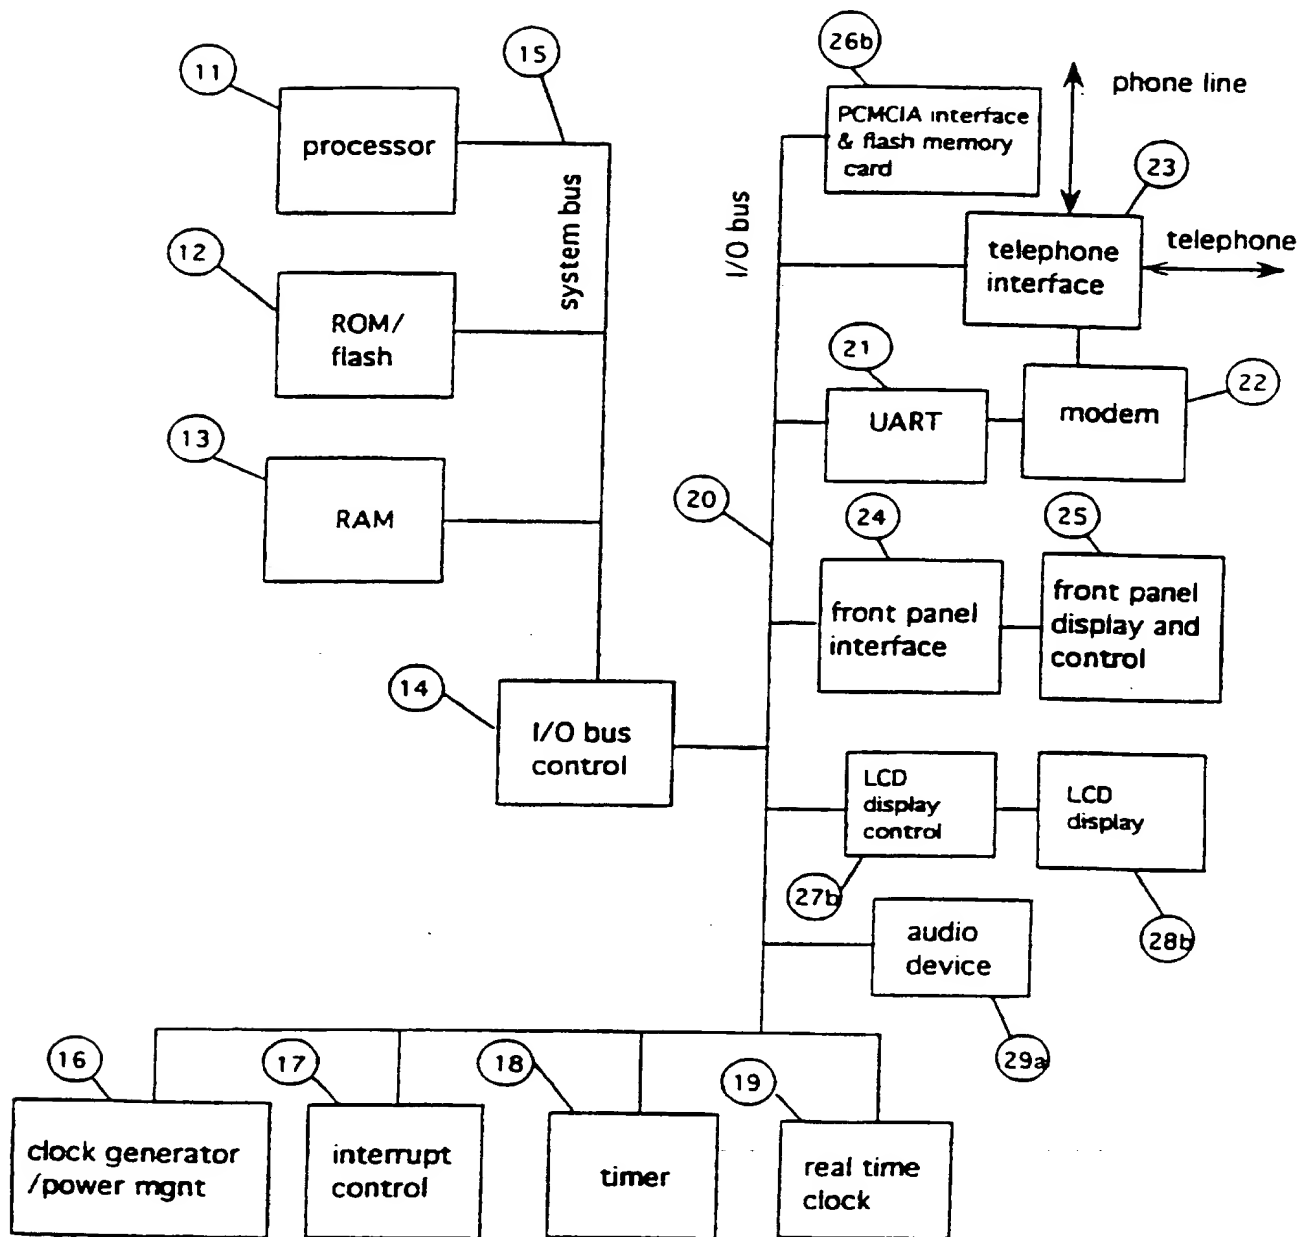 11
processor
15
system bus
12
ROM/
flash
13
RAM
14
I/O bus
control
26b
PCMCIA interface
& flash memory
card
phone line
23
telephone
interface
telephone
I/O bus
21
UART
22
modem
20
24
front panel
interface
25
front panel
display and
control
LCD
display
control
27b
LCD
display
28b
audio
device
29a
16
clock generator
/power mgnt
17
interrupt
control
18
timer
19
real time
clock